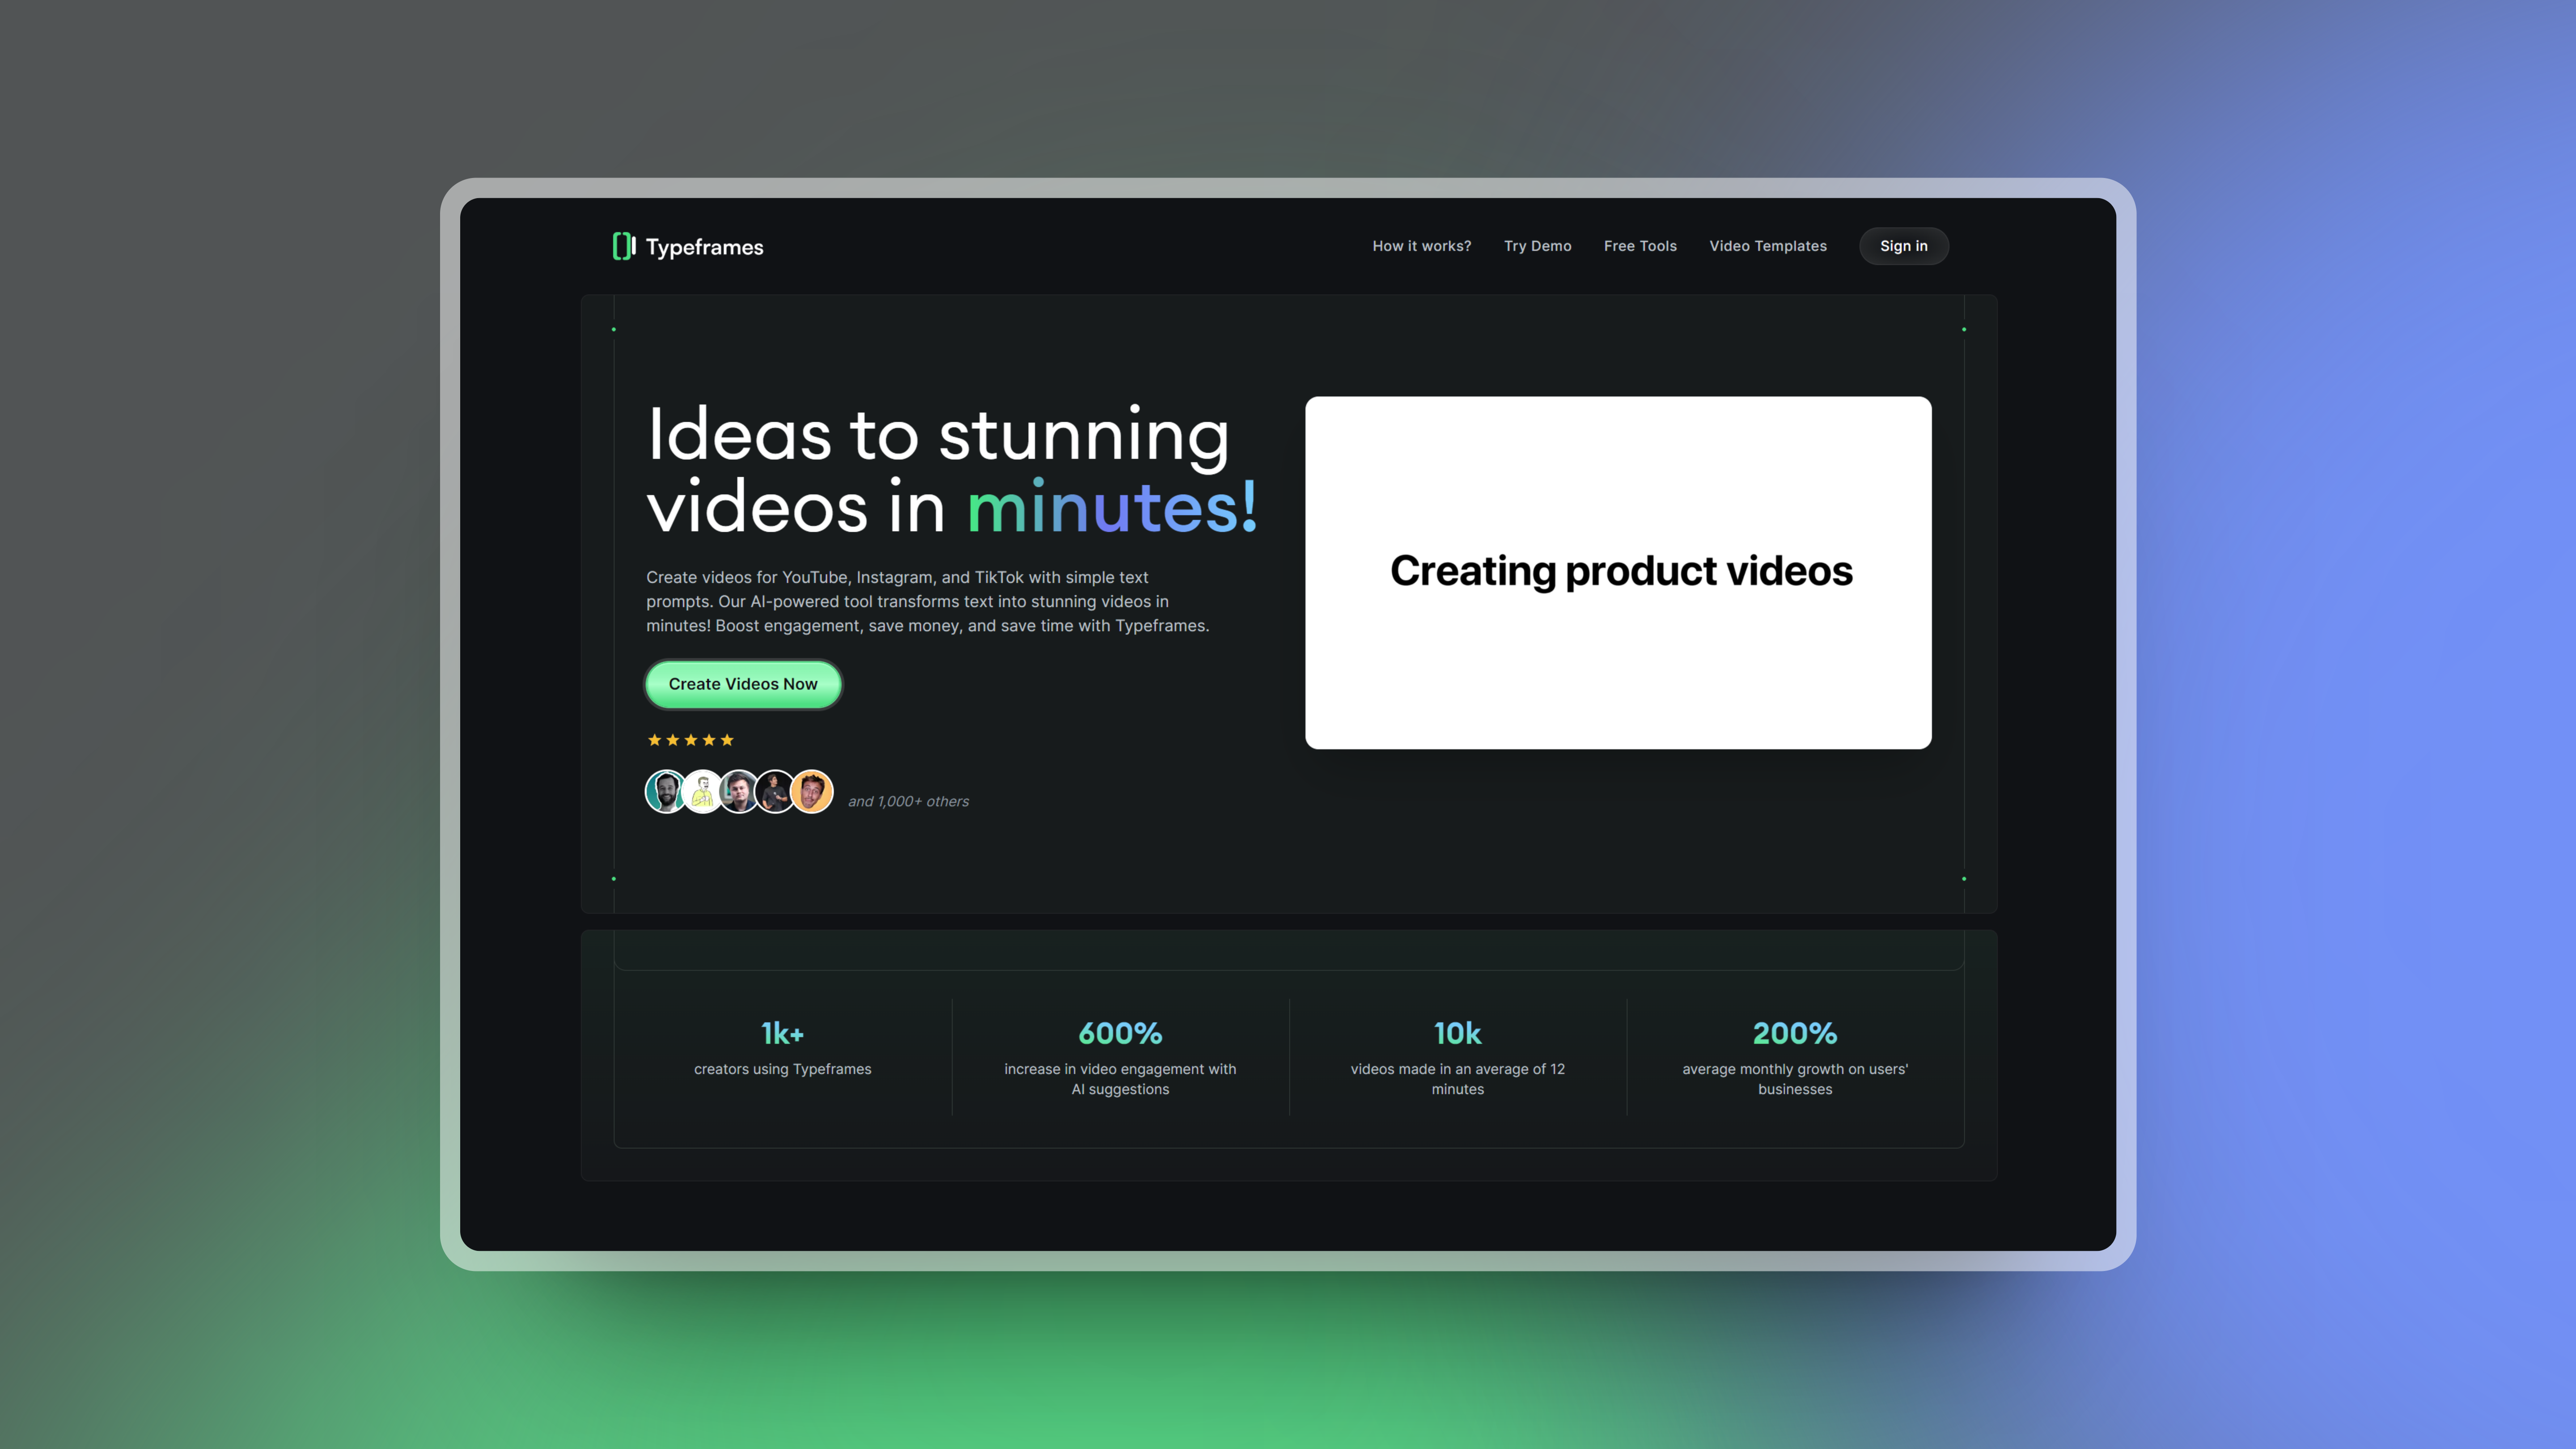 Typeframes
How it works?
Try Demo
Free Tools
Video Templates
Sign in
Ideas to stunning
videos in minutes!
Create videos for YouTube, Instagram, and TikTok with simple text
prompts. Our AI-powered tool transforms text into stunning videos in
minutes! Boost engagement, save money, and save time with Typeframes.
Create Videos Now
and 1,000+ others
Creating product videos
1k+
creators using Typeframes
600%
increase in video engagement with
AI suggestions
10k
videos made in an average of 12
minutes
200%
average monthly growth on users'
businesses